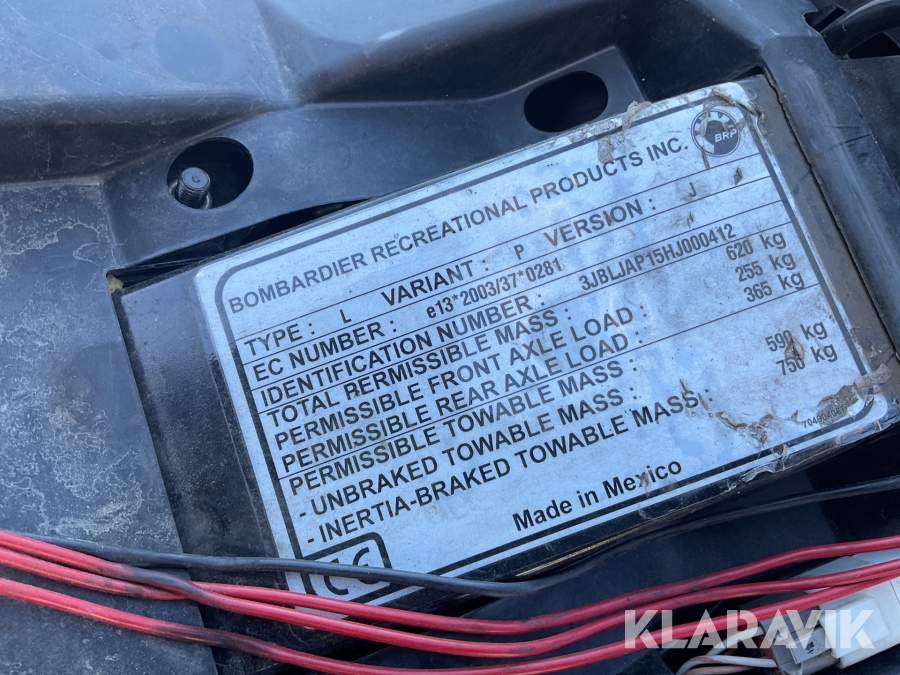 BRP
BOMBARDIER RECREATIONAL PRODUCTS INC.
TYPE : L VARIANT : P VERSION : J
EC NUMBER : e13*2003/37*0281
IDENTIFICATION NUMBER : 3JBLJAP15HJ000412
TOTAL PERMISSIBLE MASS : 620 kg
PERMISSIBLE FRONT AXLE LOAD : 255 kg
PERMISSIBLE REAR AXLE LOAD : 365 kg
PERMISSIBLE TOWABLE MASS :
- UNBRAKED TOWABLE MASS : 590 kg
- INERTIA-BRAKED TOWABLE MASS : 750 kg
Made in Mexico
CE
KLARAVIK